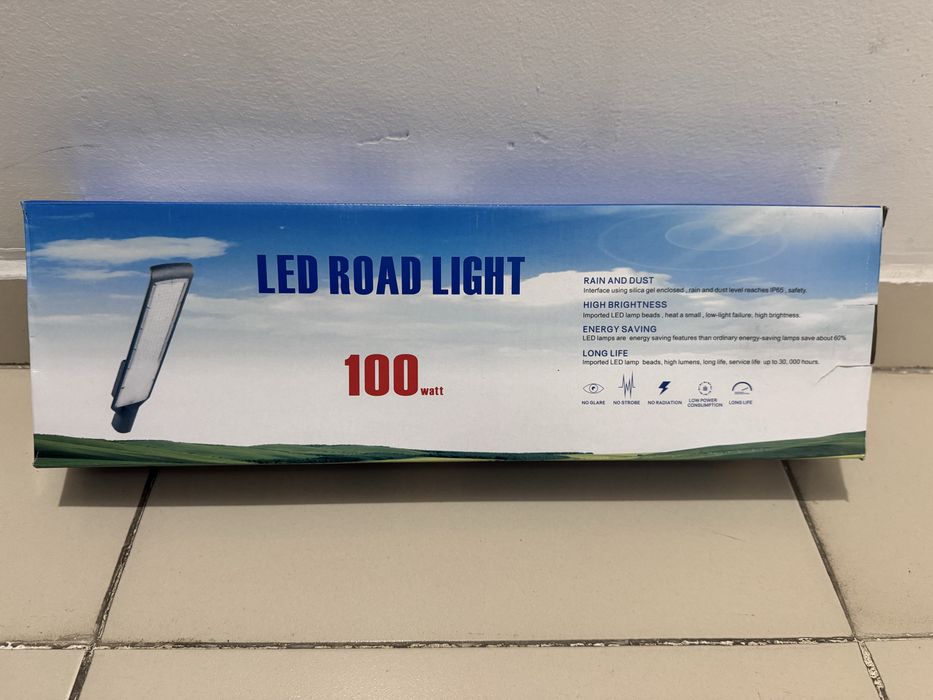 LED ROAD LIGHT
100 watt
RAIN AND DUST
Interface using silica gel enclosed , rain and dust level reaches IP65 , safety.
HIGH BRIGHTNESS
Imported LED lamp beads , heat a small , low-light failure, high brightness.
ENERGY SAVING
LED lamps are energy saving features than ordinary energy-saving lamps save about 60%
LONG LIFE
Imported LED lamp beads, high lumens, long life, service life up to 30, 000 hours.
NO GLARE
NO STROBE
NO RADIATION
LOW POWER
CONSUMPTION
LONG LIFE